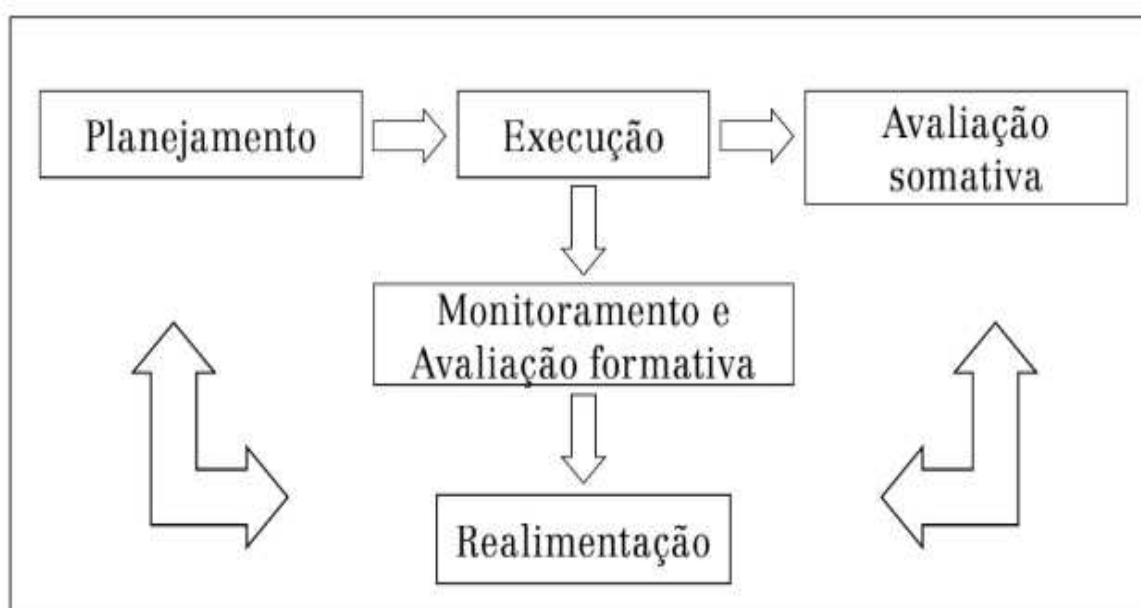 Planejamento
Execução
Avaliação
somativa
Monitoramento e
Avaliação formativa
Realimentação